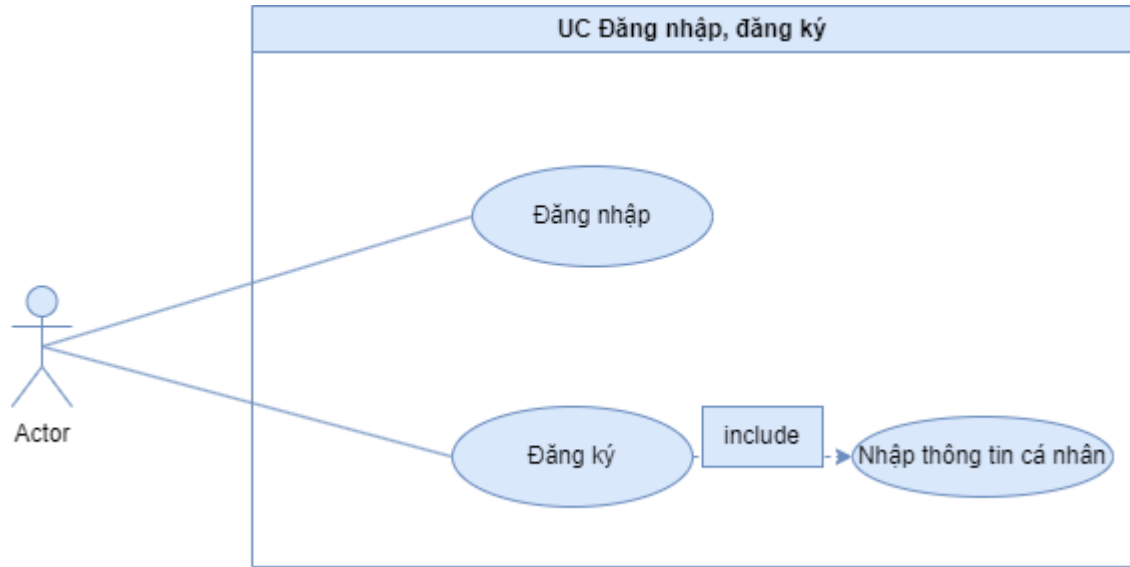 UC Đăng nhập, đăng ký
Đăng nhập
Actor
Đăng ký
include
Nhập thông tin cá nhân